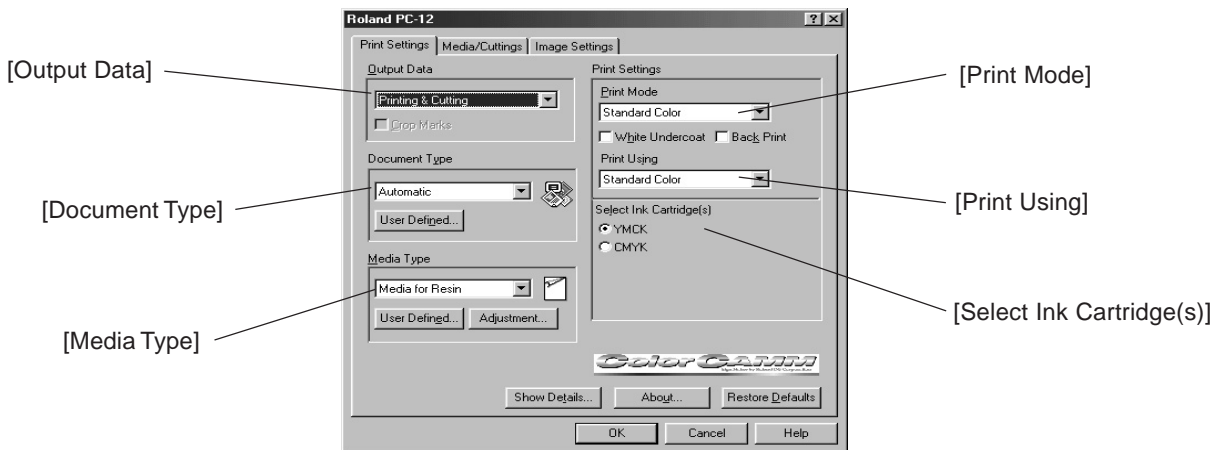 Roland PC-12
Print Settings Media/Cuttings Image Settings
[Output Data]
Output Data
Printing & Cutting
Crop Marks
[Document Type]
Document Type
Automatic
User Defined...
[Media Type]
Media Type
Media for Resin
User Defined... Adjustment...
Print Settings
[Print Mode]
Print Mode
Standard Color
White Undercoat Back Print
[Print Using]
Print Using
Standard Color
[Select Ink Cartridge(s)]
Select Ink Cartridge(s)
YMCK
CMYK
Color CAMM
Show Details... About... Restore Defaults
OK Cancel Help